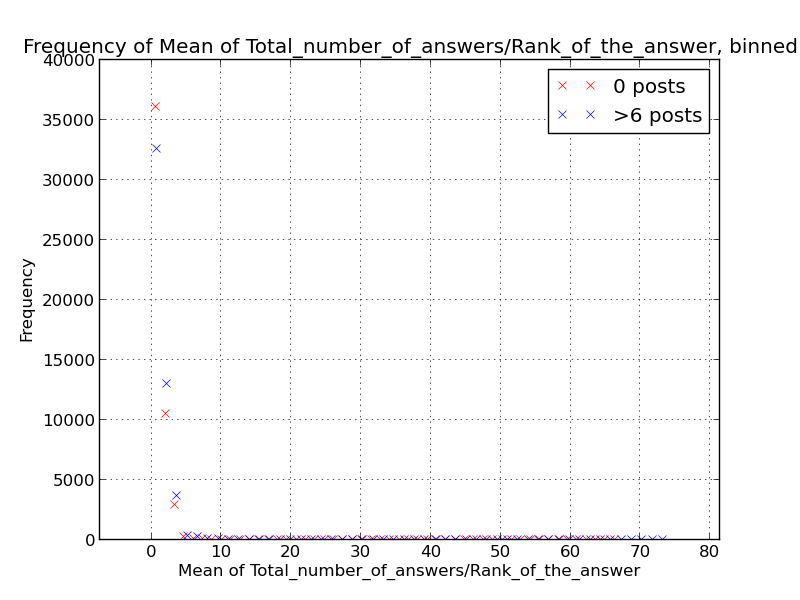 Frequency of Mean of Total_number_of_answers/Rank_of_the_answer, binned
40000
35000
30000
25000
20000
15000
10000
5000
0
Frequency
0 posts
>6 posts
0 10 20 30 40 50 60 70 80
Mean of Total_number_of_answers/Rank_of_the_answer